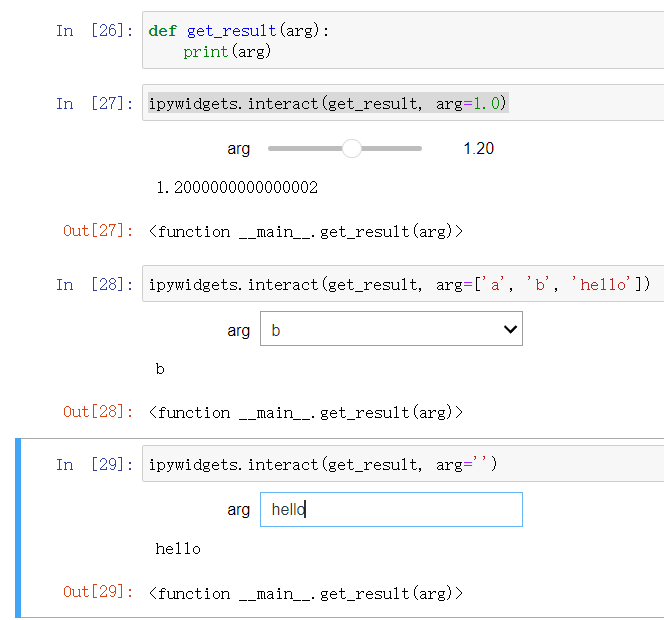 In [26]: def get_result(arg):
    print(arg)
In [27]: ipywidgets.interact(get_result, arg=1.0)
arg 1.20
1.2000000000000002
Out[27]: <function __main__.get_result(arg)>
In [28]: ipywidgets.interact(get_result, arg=['a', 'b', 'hello'])
arg b
b
Out[28]: <function __main__.get_result(arg)>
In [29]: ipywidgets.interact(get_result, arg='')
arg hello
hello
Out[29]: <function __main__.get_result(arg)>